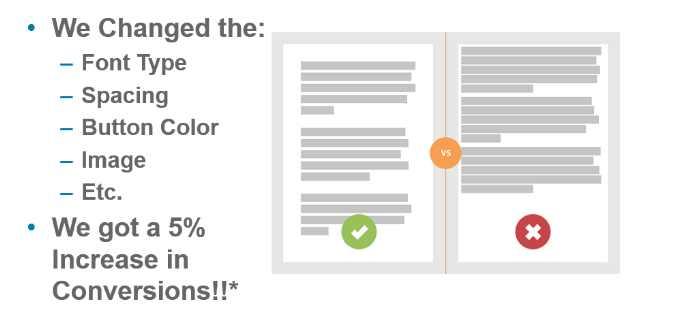 • We Changed the:
– Font Type
– Spacing
– Button Color
– Image
– Etc.
• We got a 5%
Increase in
Conversions!!*
VS